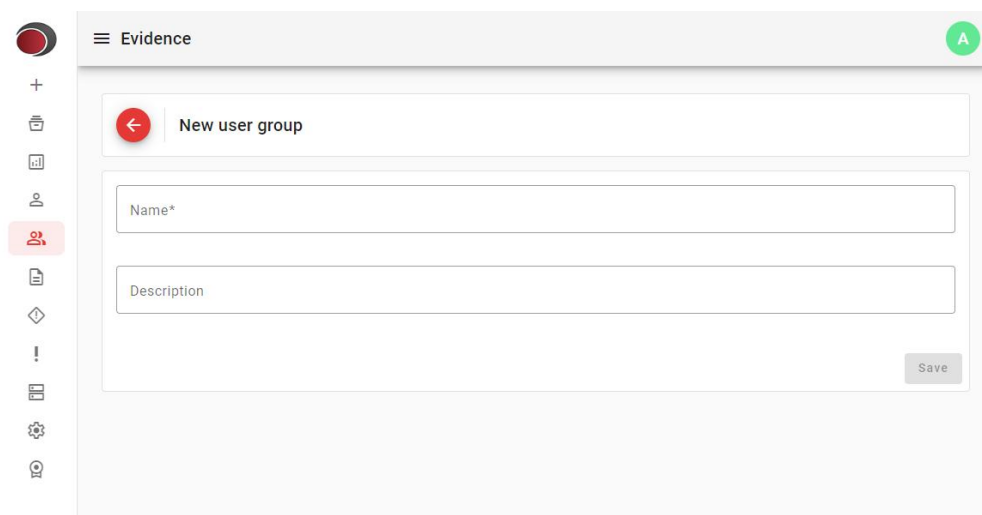 Evidence
A
New user group
Name*
Description
Save